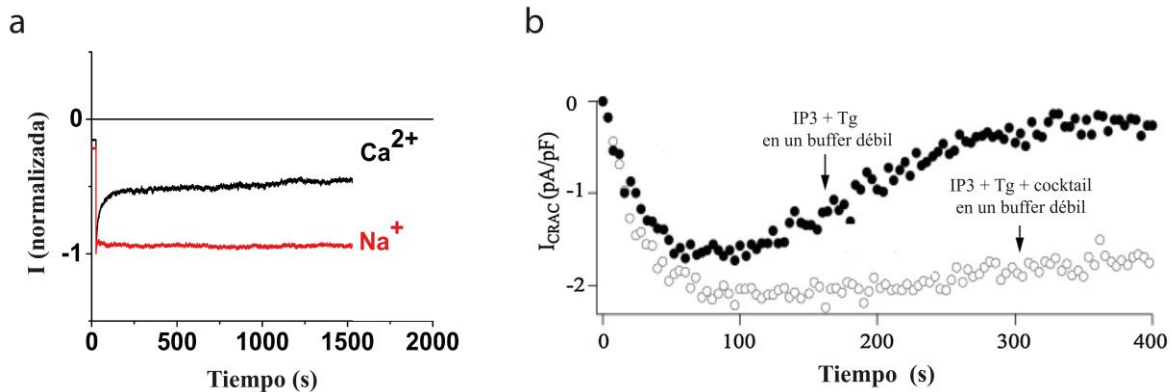 a
I (normalizada)
0
-1
Ca2+
Na+
0 500 1000 1500 2000
Tiempo (s)
b
ICRAC (pA/pF)
0
-1
-2
IP3 + Tg
en un buffer débil
IP3 + Tg + cocktail
en un buffer débil
0 100 200 300 400
Tiempo (s)